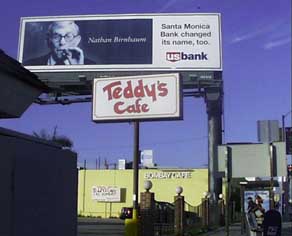 Nathan Birnbaum
Santa Monica
Bank changed
its name, too.
usbank
Teddy's
Cafe
BOMBAY CAFE